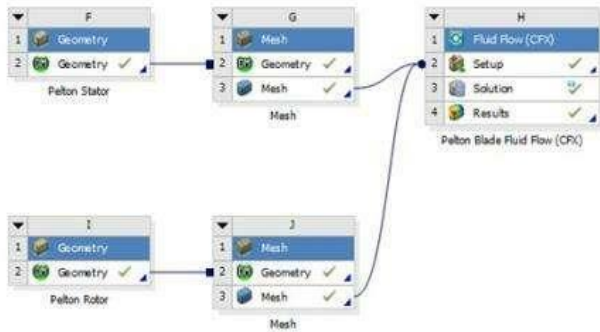 F
1 Geometry
2 Geometry
Pelton Stator
G
1 Mesh
2 Geometry
3 Mesh
Mesh
H
1 Fluid Flow (CFX)
2 Setup
3 Solution
4 Results
Pelton Blade Fluid Flow (CFX)
I
1 Geometry
2 Geometry
Pelton Rotor
J
1 Mesh
2 Geometry
3 Mesh
Mesh